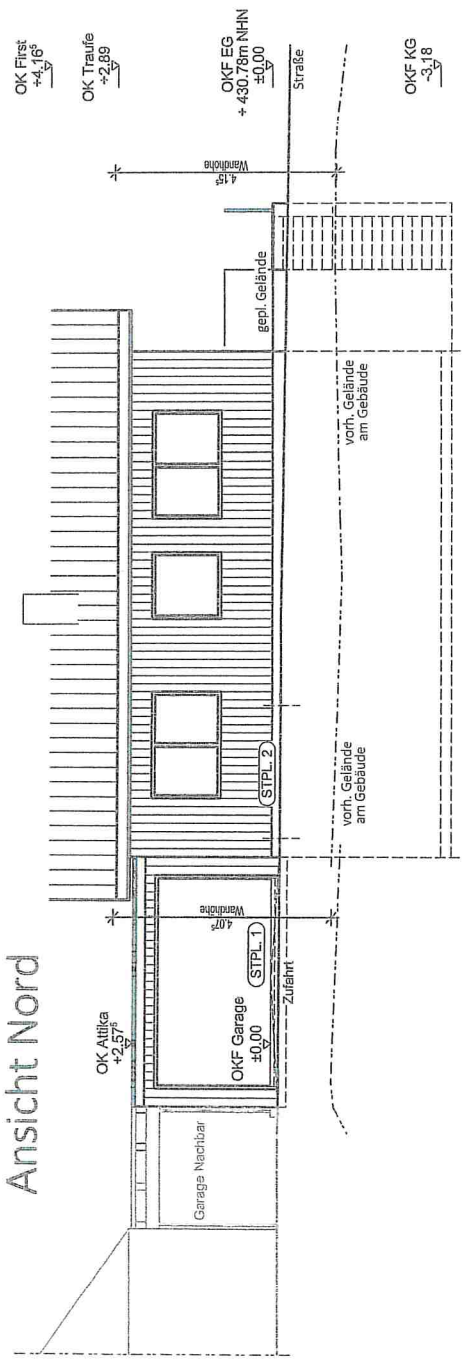 Ansicht Nord
OK First
+4.16⁵
OK Traufe
+2.89
OK Attika
+2.57⁵
4.15⁵
Wandhöhe
4.07⁵
Wandhöhe
Garage Nachbar
OKF Garage
±0.00
STPL. 1
STPL. 2
Zufahrt
gepl. Gelände
OKF EG
+ 430.78m NHN
±0.00
Straße
vorh. Gelände
am Gebäude
vorh. Gelände
am Gebäude
OKF KG
-3.18